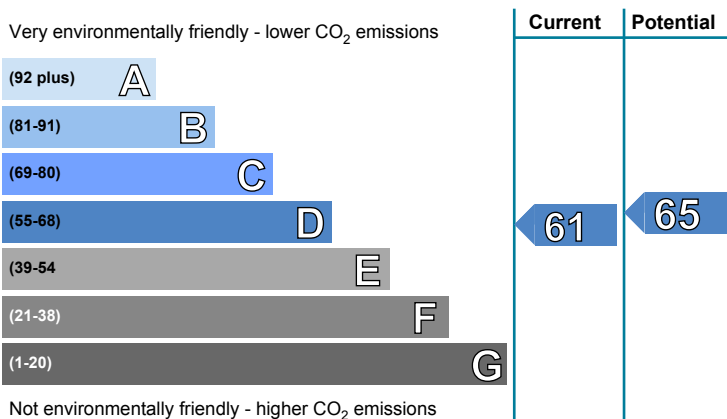 Very environmentally friendly - lower CO2 emissions
Current
Potential
(92 plus) A
(81-91) B
(69-80) C
(55-68) D
(39-54 E
(21-38) F
(1-20) G
61
65
Not environmentally friendly - higher CO2 emissions